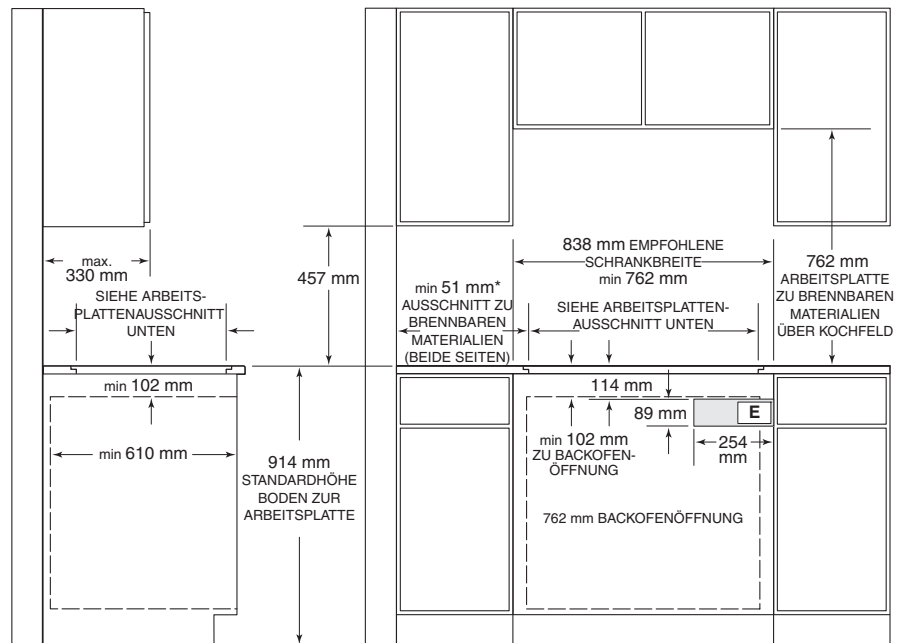 max.
330 mm
SIEHE ARBEITS-
PLATTENAUSSCHNITT
UNTEN
457 mm
min 51 mm*
AUSSCHNITT ZU
BRENNBAREN
MATERIALIEN
(BEIDE SEITEN)
838 mm EMPFOHLENE
SCHRANKBREITE
min 762 mm
SIEHE ARBEITSPLATTEN-
AUSSCHNITT UNTEN
762 mm
ARBEITSPLATTE
ZU BRENNBAREN
MATERIALIEN
ÜBER KOCHFELD
min 102 mm
min 610 mm
914 mm
STANDARDHÖHE
BODEN ZUR
ARBEITSPLATTE
114 mm
89 mm
E
254
mm
min 102 mm
ZU BACKOFEN-
ÖFFNUNG
762 mm BACKOFENÖFFNUNG